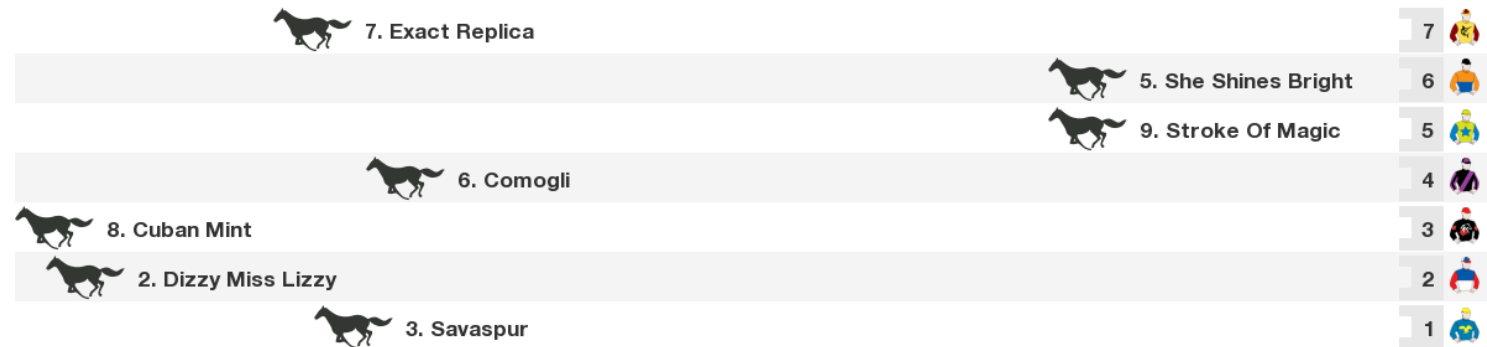 7. Exact Replica 7
5. She Shines Bright 6
9. Stroke Of Magic 5
6. Comogli 4
8. Cuban Mint 3
2. Dizzy Miss Lizzy 2
3. Savaspur 1